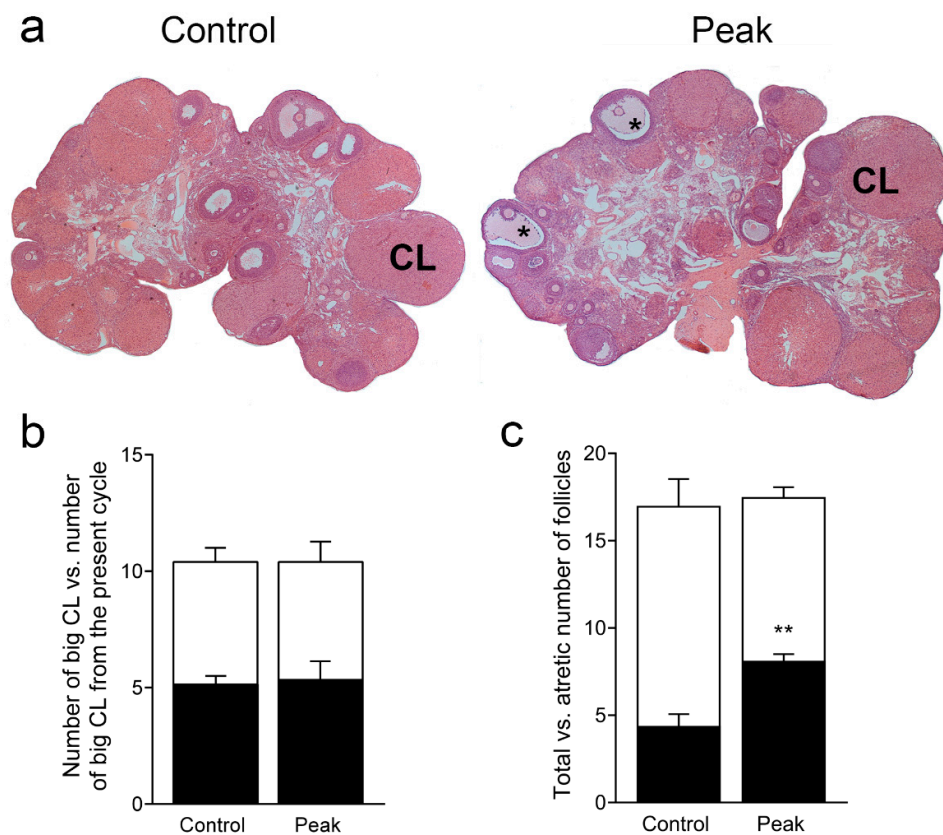 a
Control
Peak
*
*
CL
CL
b
Number of big CL vs. number
of big CL from the present cycle
15
10
5
0
Control
Peak
c
Total vs. atretic number of follicles
20
15
10
5
0
**
Control
Peak